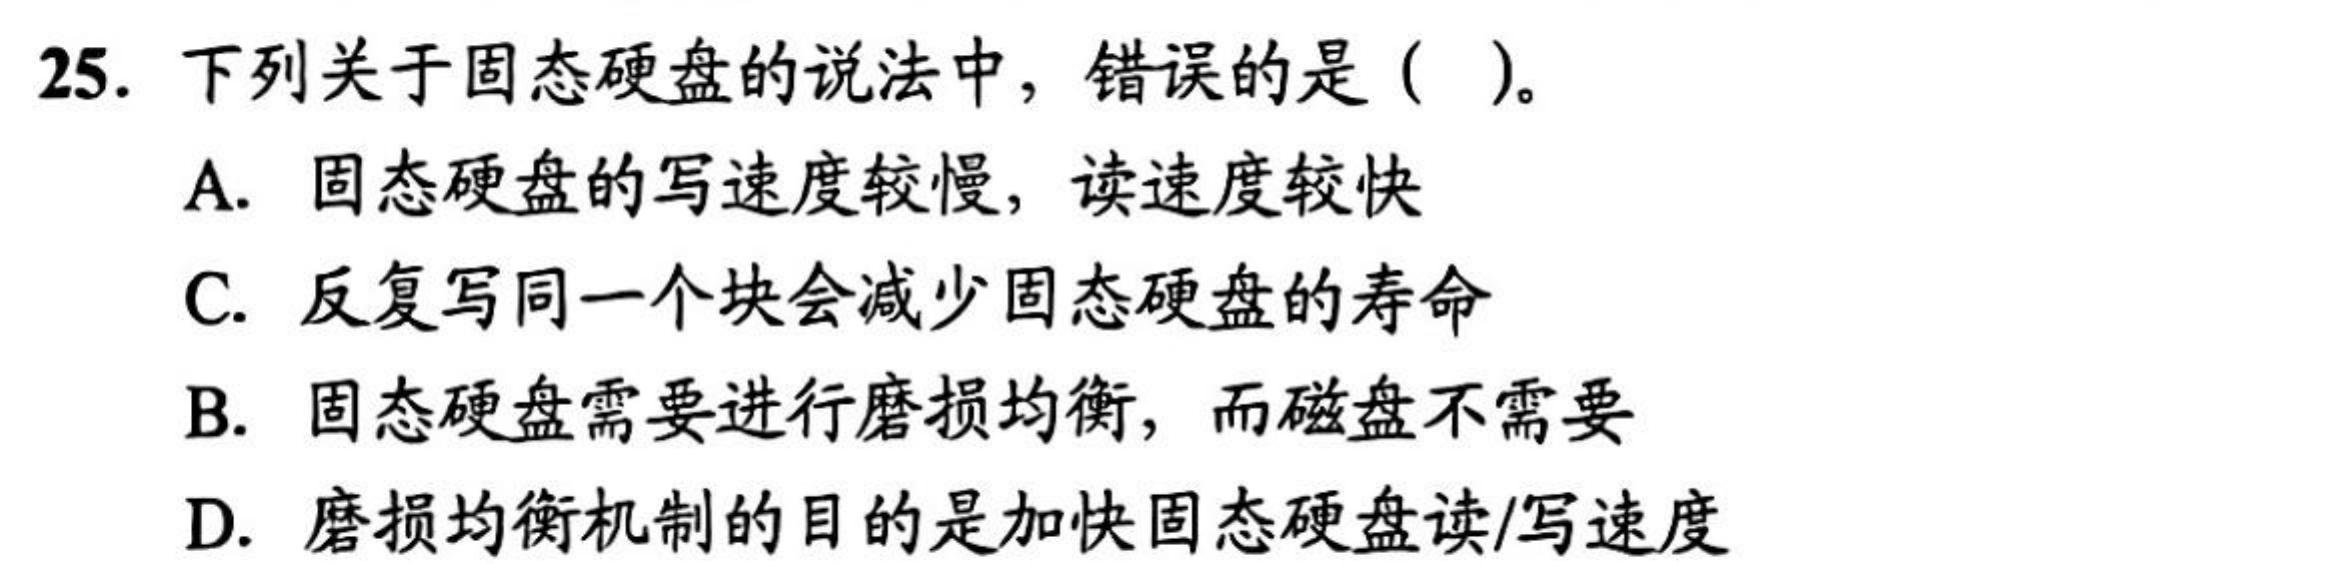 25. 下列关于固态硬盘的说法中，错误的是（ ）。
A. 固态硬盘的写速度较慢，读速度较快
C. 反复写同一个块会减少固态硬盘的寿命
B. 固态硬盘需要进行磨损均衡，而磁盘不需要
D. 磨损均衡机制的目的是加快固态硬盘读/写速度